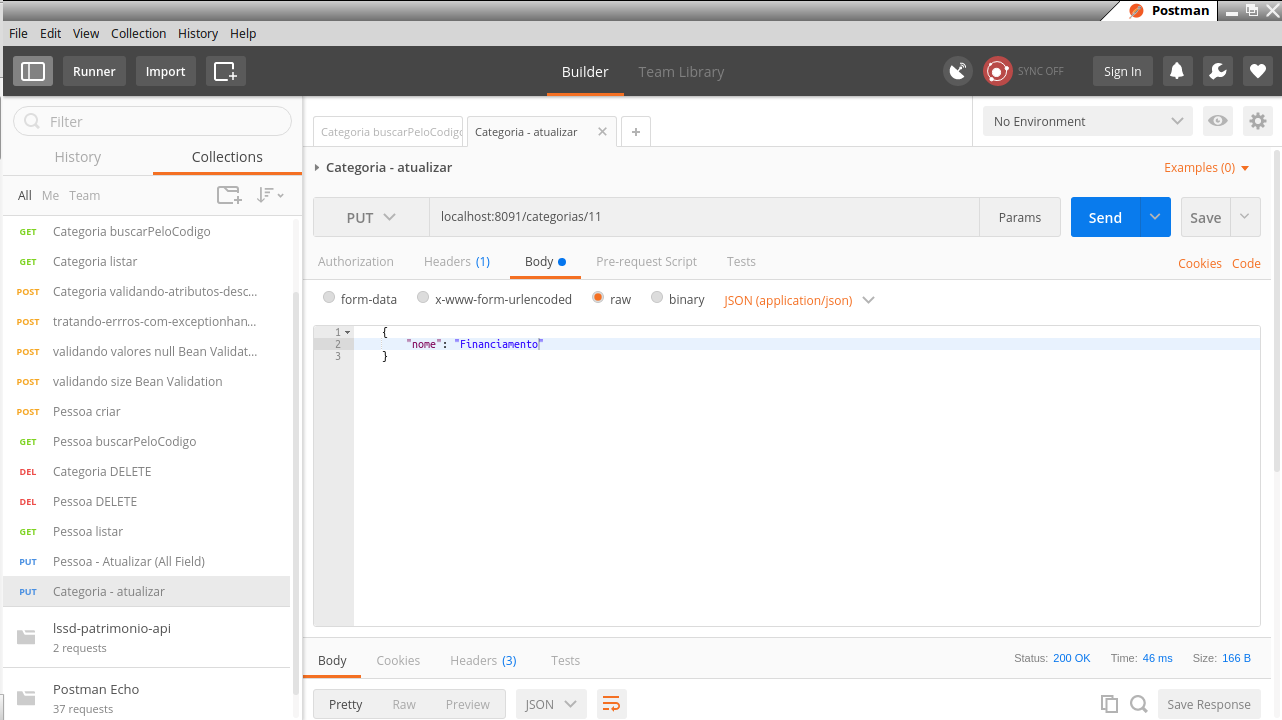 Postman
File Edit View Collection History Help
Runner Import Builder Team Library SYNC OFF Sign In
Filter
History Collections
All Me Team
GET Categoria buscarPeloCodigo
GET Categoria listar
POST Categoria validando-atributos-desc...
POST tratando-errros-com-exceptionhan...
POST validando valores null Bean Validat...
POST validando size Bean Validation
POST Pessoa criar
GET Pessoa buscarPeloCodigo
DEL Categoria DELETE
DEL Pessoa DELETE
GET Pessoa listar
PUT Pessoa - Atualizar (All Field)
PUT Categoria - atualizar
lssd-patrimonio-api
2 requests
Postman Echo
37 requests
Categoria buscarPeloCodigo Categoria - atualizar
No Environment
Categoria - atualizar Examples (0)
PUT localhost:8091/categorias/11 Params Send Save
Authorization Headers (1) Body Pre-request Script Tests Cookies Code
form-data x-www-form-urlencoded raw binary JSON (application/json)
1 {
2 "nome": "Financiamento"
3 }
Body Cookies Headers (3) Tests Status: 200 OK Time: 46 ms Size: 166 B
Pretty Raw Preview JSON Save Response